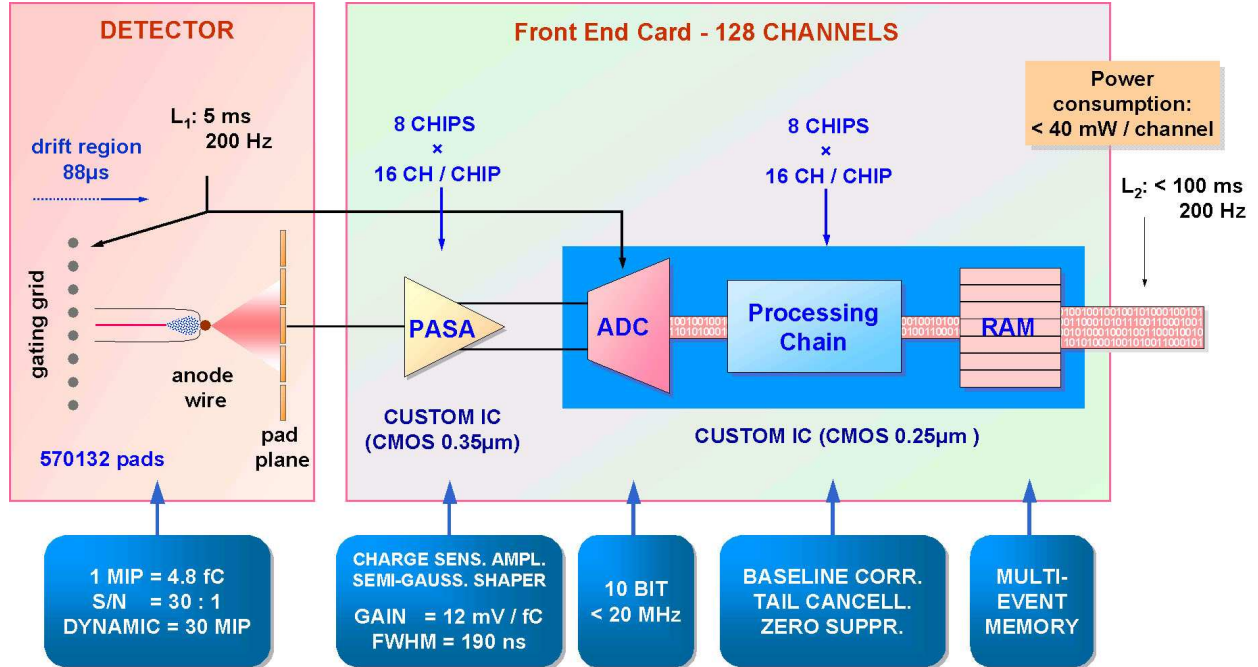 DETECTOR
L1: 5 ms
200 Hz
drift region
88µs
gating grid
anode
wire
pad
plane
570132 pads
Front End Card - 128 CHANNELS
8 CHIPS
×
16 CH / CHIP
8 CHIPS
×
16 CH / CHIP
Power
consumption:
< 40 mW / channel
L2: < 100 ms
200 Hz
PASA
ADC
Processing
Chain
RAM
CUSTOM IC
(CMOS 0.35µm)
CUSTOM IC (CMOS 0.25µm )
1 MIP = 4.8 fC
S/N = 30 : 1
DYNAMIC = 30 MIP
CHARGE SENS. AMPL.
SEMI-GAUSS. SHAPER
GAIN = 12 mV / fC
FWHM = 190 ns
10 BIT
< 20 MHz
BASELINE CORR.
TAIL CANCELL.
ZERO SUPPR.
MULTI-
EVENT
MEMORY